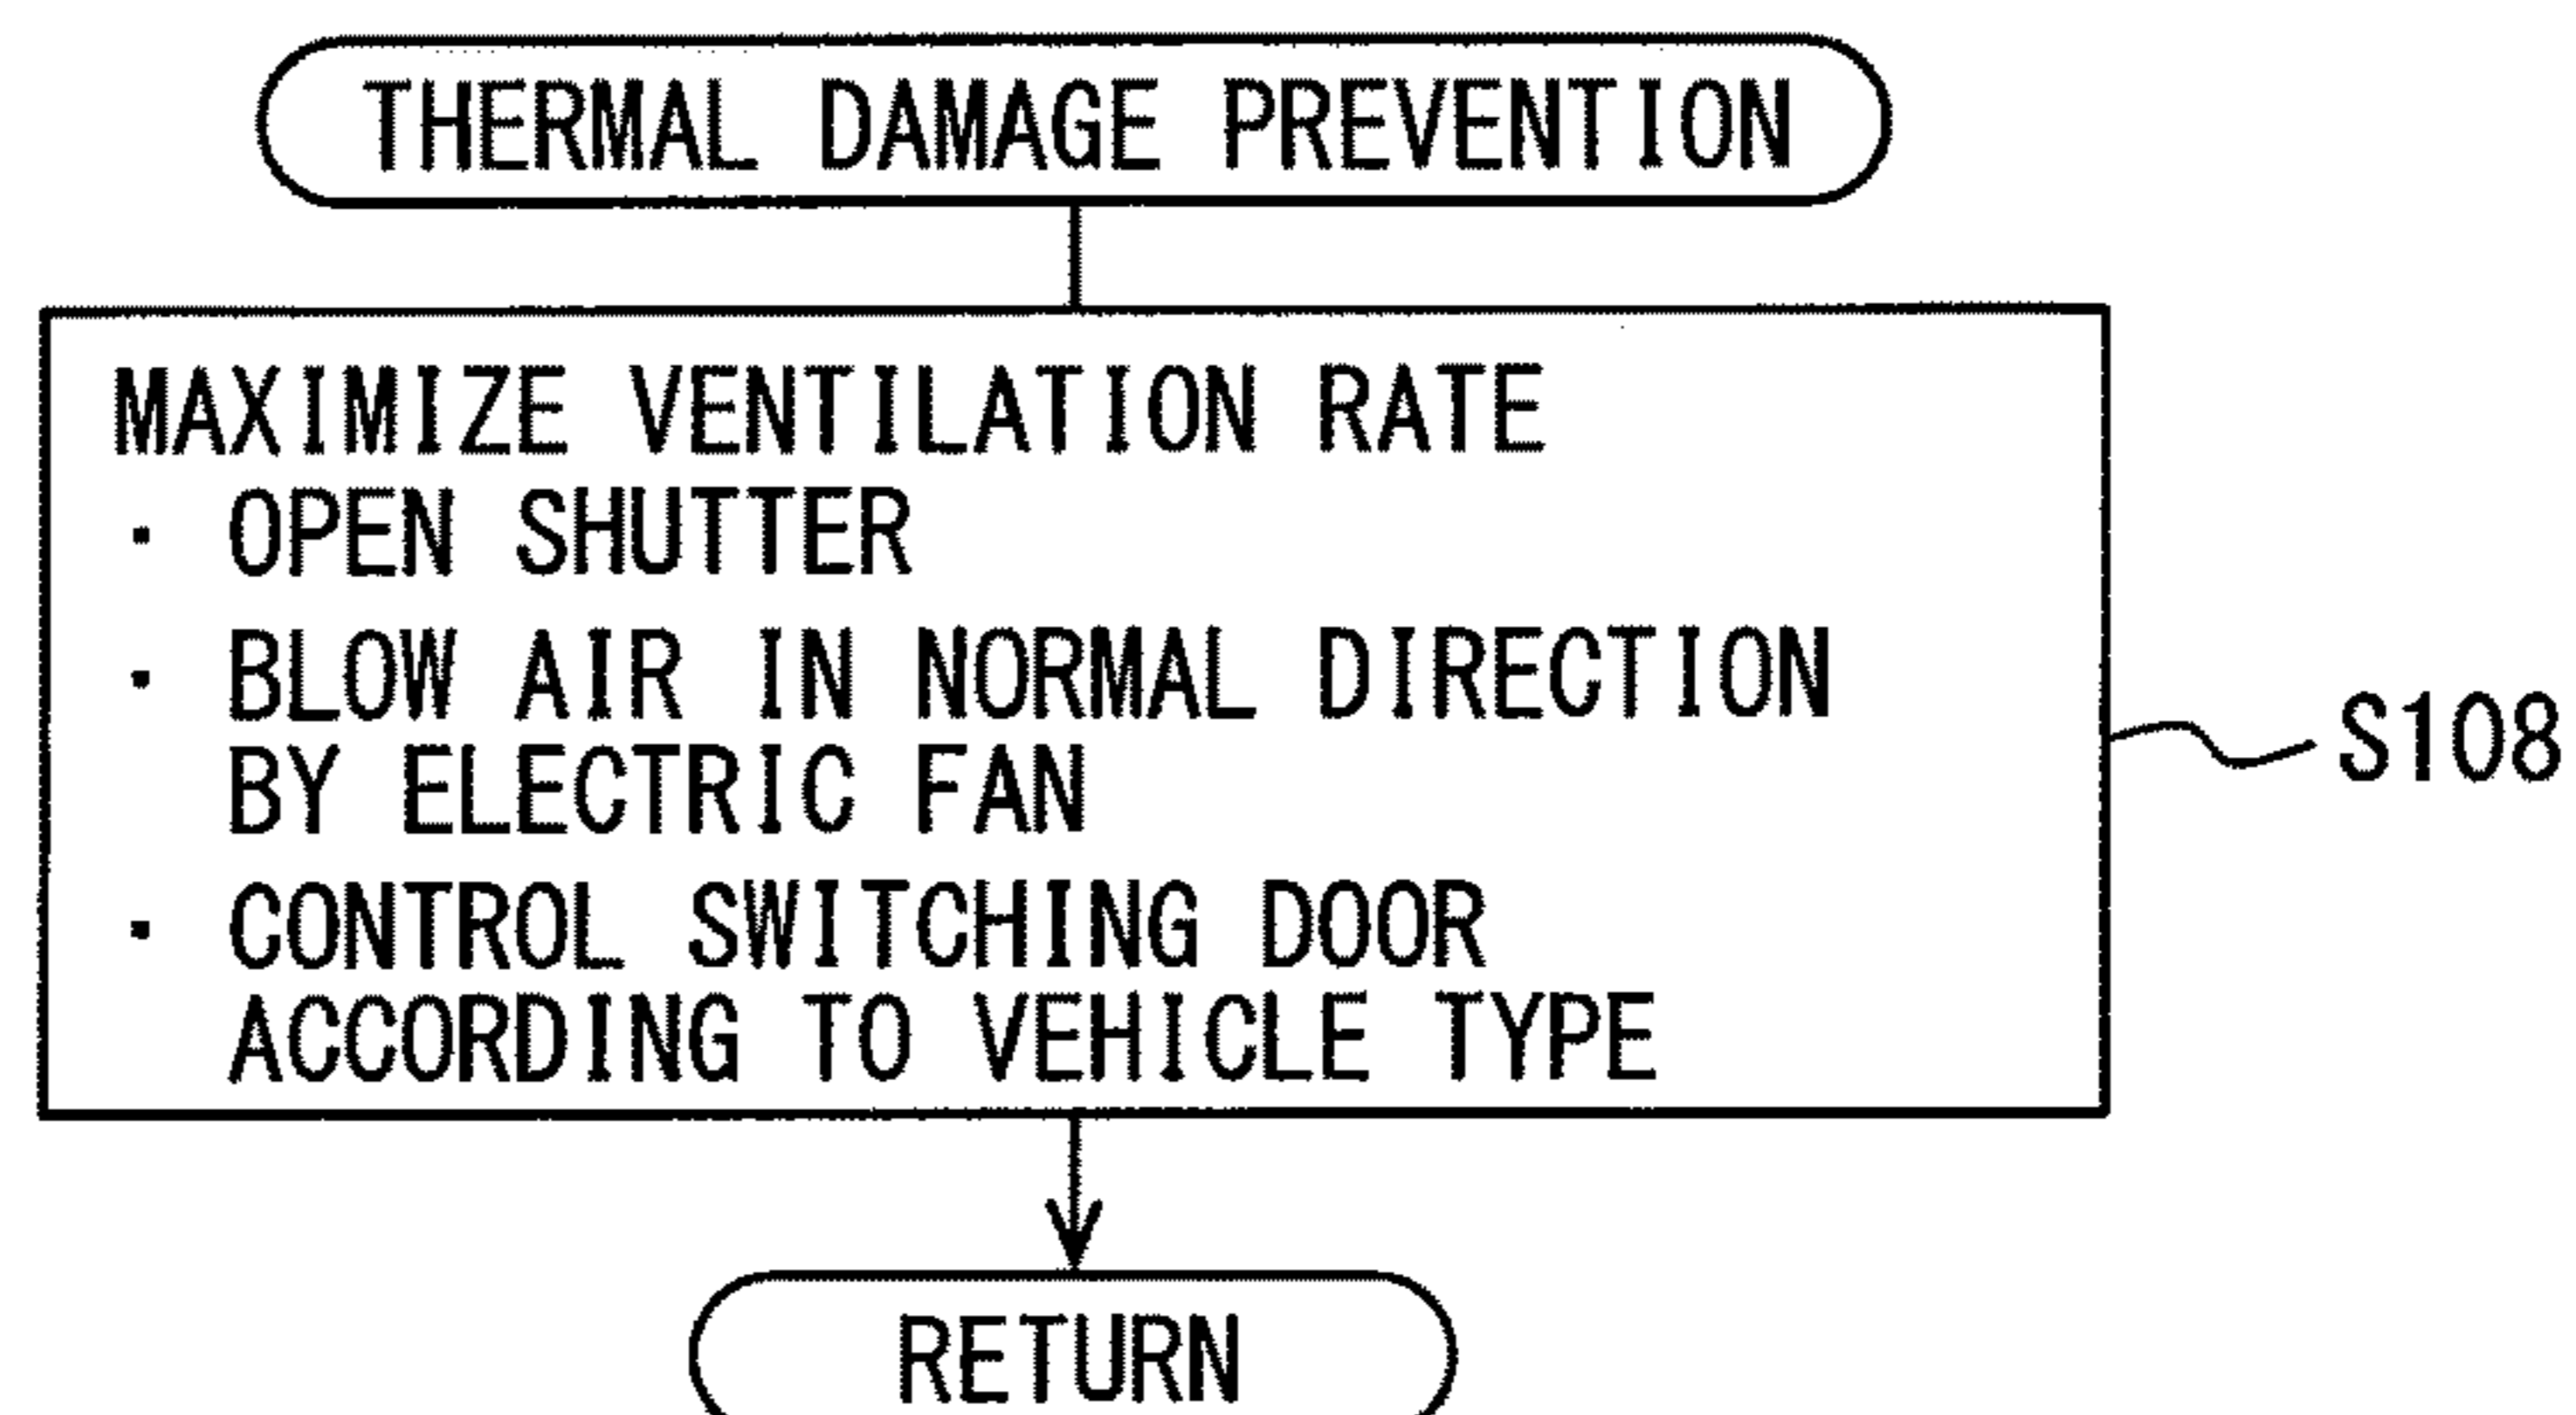 THERMAL DAMAGE PREVENTION
MAXIMIZE VENTILATION RATE
· OPEN SHUTTER
· BLOW AIR IN NORMAL DIRECTION
BY ELECTRIC FAN
· CONTROL SWITCHING DOOR
ACCORDING TO VEHICLE TYPE
S108
RETURN